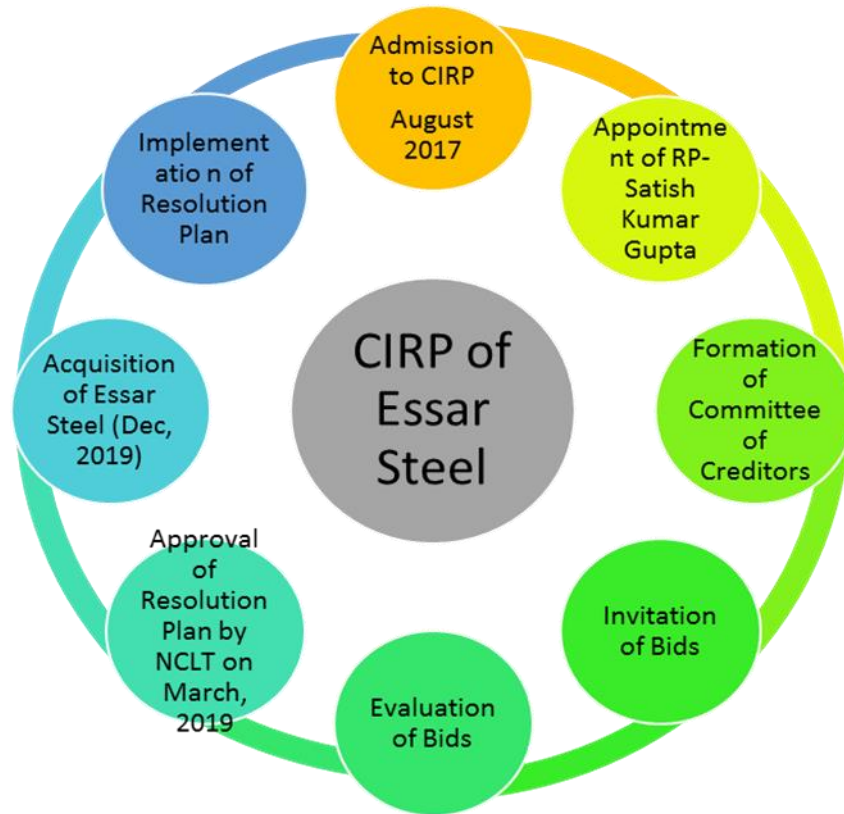 Admission
to CIRP
August
2017
Appointme
nt of RP-
Satish
Kumar
Gupta
Formation
of
Committee
of
Creditors
Invitation
of Bids
Evaluation
of Bids
Approval
of
Resolution
Plan by
NCLT on
March,
2019
Acquisition
of Essar
Steel (Dec,
2019)
Implement
atio n of
Resolution
Plan
CIRP of
Essar
Steel